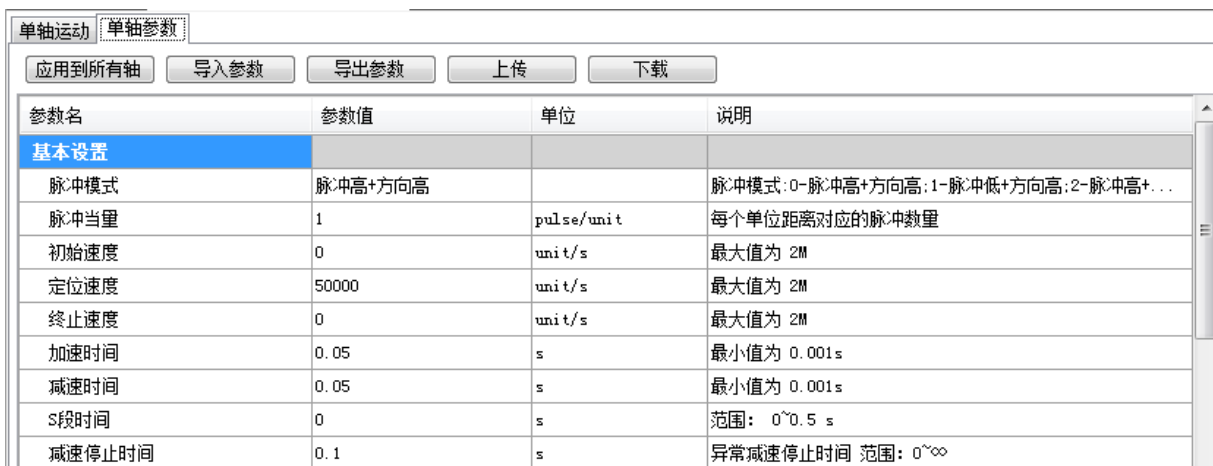 单轴运动 单轴参数
应用到所有轴 导入参数 导出参数 上传 下载
参数名 参数值 单位 说明
基本设置
脉冲模式 脉冲高+方向高 脉冲模式:0-脉冲高+方向高;1-脉冲低+方向高;2-脉冲高+...
脉冲当量 1 pulse/unit 每个单位距离对应的脉冲数量
初始速度 0 unit/s 最大值为 2M
定位速度 50000 unit/s 最大值为 2M
终止速度 0 unit/s 最大值为 2M
加速时间 0.05 s 最小值为 0.001s
减速时间 0.05 s 最小值为 0.001s
S段时间 0 s 范围: 0~0.5 s
减速停止时间 0.1 s 异常减速停止时间 范围:0~∞